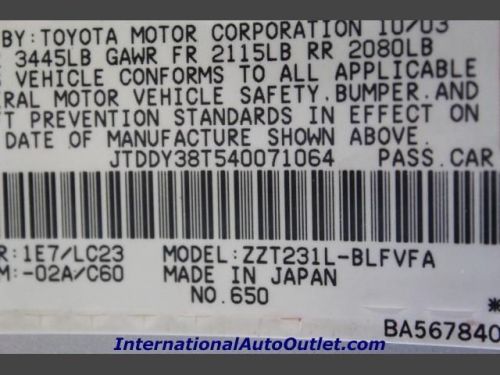 BY: TOYOTA MOTOR CORPORATION 10/03
3445LB GAWR FR 2115LB RR 2080LB
VEHICLE CONFORMS TO ALL APPLICABLE
ERAL MOTOR VEHICLE SAFETY, BUMPER, AND
FT PREVENTION STANDARDS IN EFFECT ON
DATE OF MANUFACTURE SHOWN ABOVE.
JTDDY38T540071064 PASS. CAR
R: 1E7/LC23 MODEL: ZZT231L-BLFVFA
M: -02A/C60 MADE IN JAPAN
NO. 650 *
BA567840
InternationalAutoOutlet.com